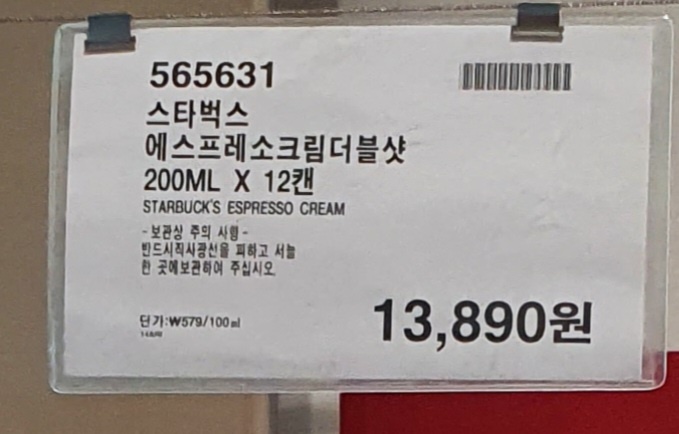 565631
스타벅스
에스프레소크림더블샷
200ML X 12캔
STARBUCK'S ESPRESSO CREAM
-보관상 주의 사항-
반드시직사광선을 피하고 서늘
한 곳에보관하여 주십시오
단가:₩579/100ml
13,890원